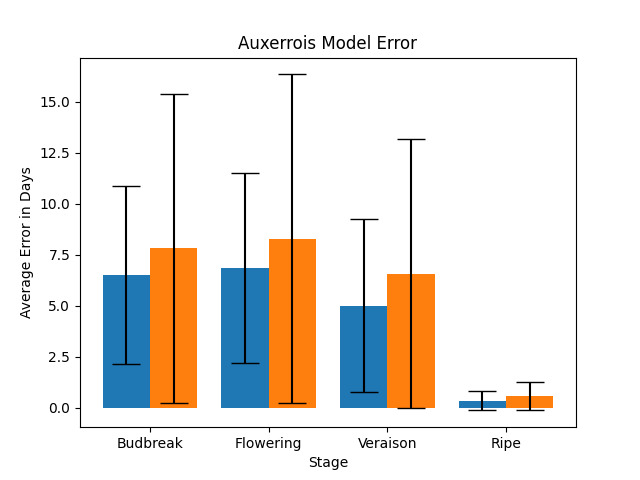 Auxerrois Model Error
Average Error in Days
15.0
12.5
10.0
7.5
5.0
2.5
0.0
Budbreak
Flowering
Veraison
Ripe
Stage